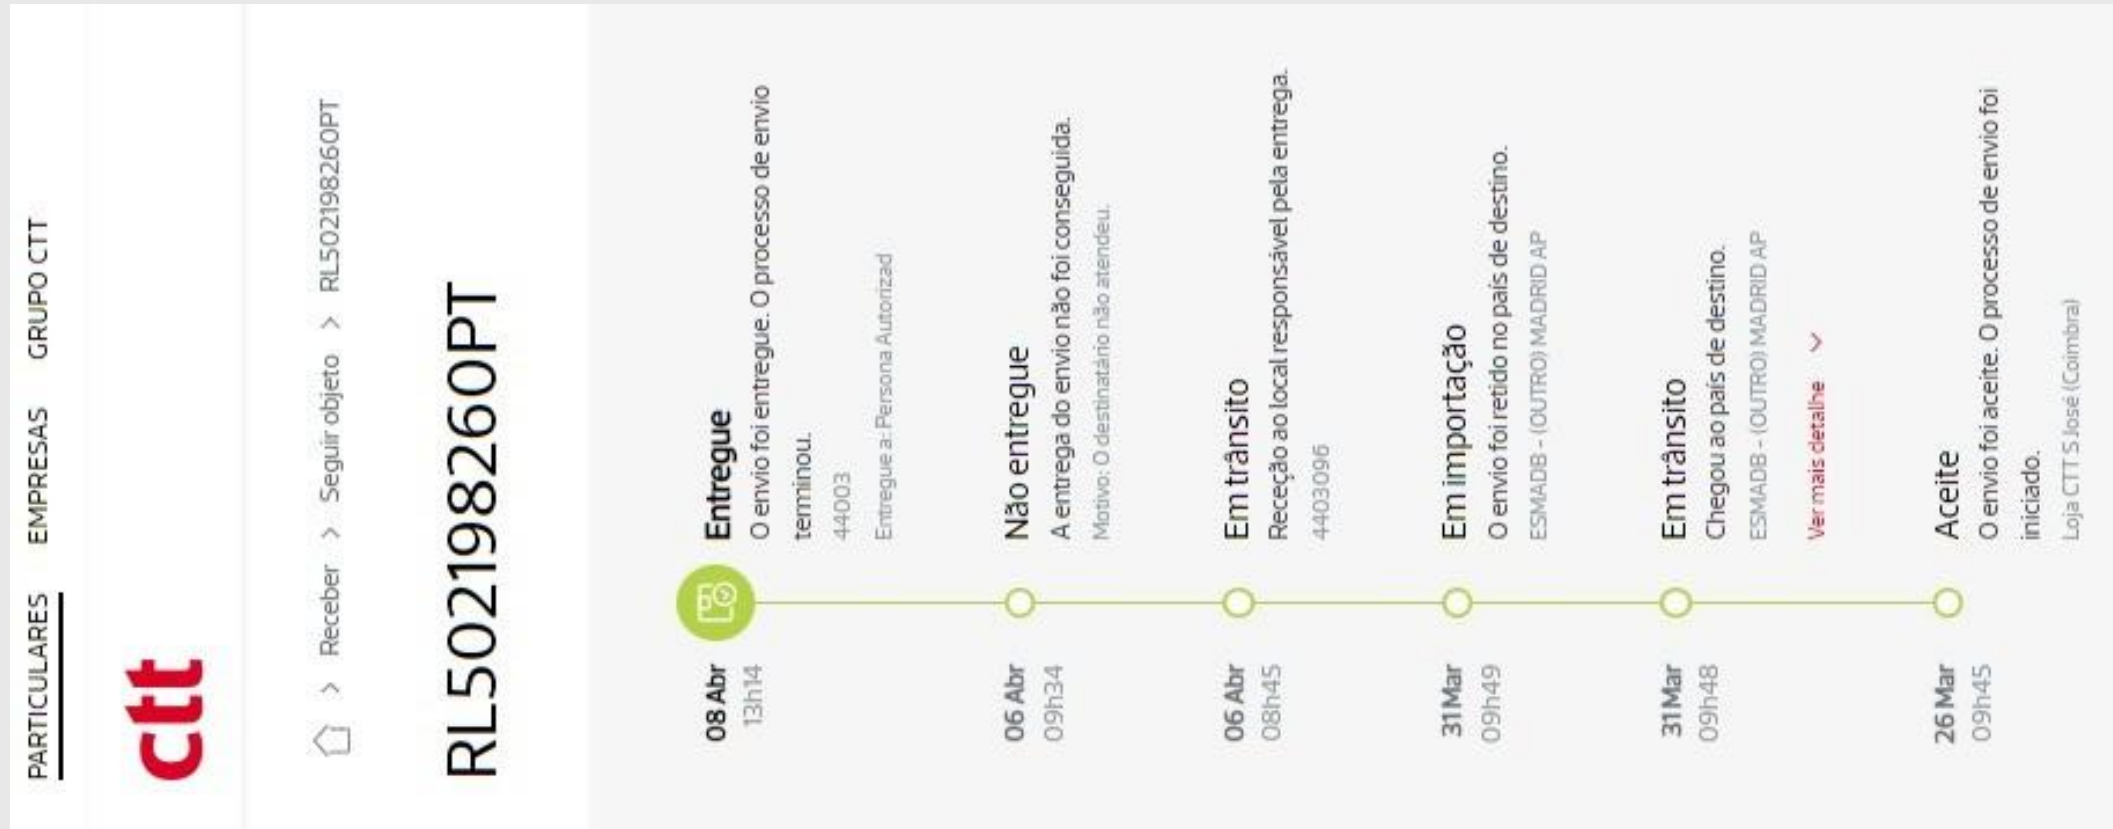 PARTICULARES EMPRESAS GRUPO CTT
ctt
> Receber > Seguir objeto > RL502198260PT
RL502198260PT
08 Abr
13h14
Entregue
O envio foi entregue. O processo de envio
terminou.
44003
Entregue a: Persona Autorizad
06 Abr
09h34
Não entregue
A entrega do envio não foi conseguida.
Motivo: O destinatário não atendeu.
06 Abr
08h45
Em trânsito
Receção ao local responsável pela entrega.
4403096
31 Mar
09h49
Em importação
O envio foi retido no país de destino.
ESMADB - (OUTRO) MADRID AP
31 Mar
09h48
Em trânsito
Chegou ao país de destino.
ESMADB - (OUTRO) MADRID AP
Ver mais detalhe
26 Mar
09h45
Aceite
O envio foi aceite. O processo de envio foi
iniciado.
Loja CTT S José (Coimbra)